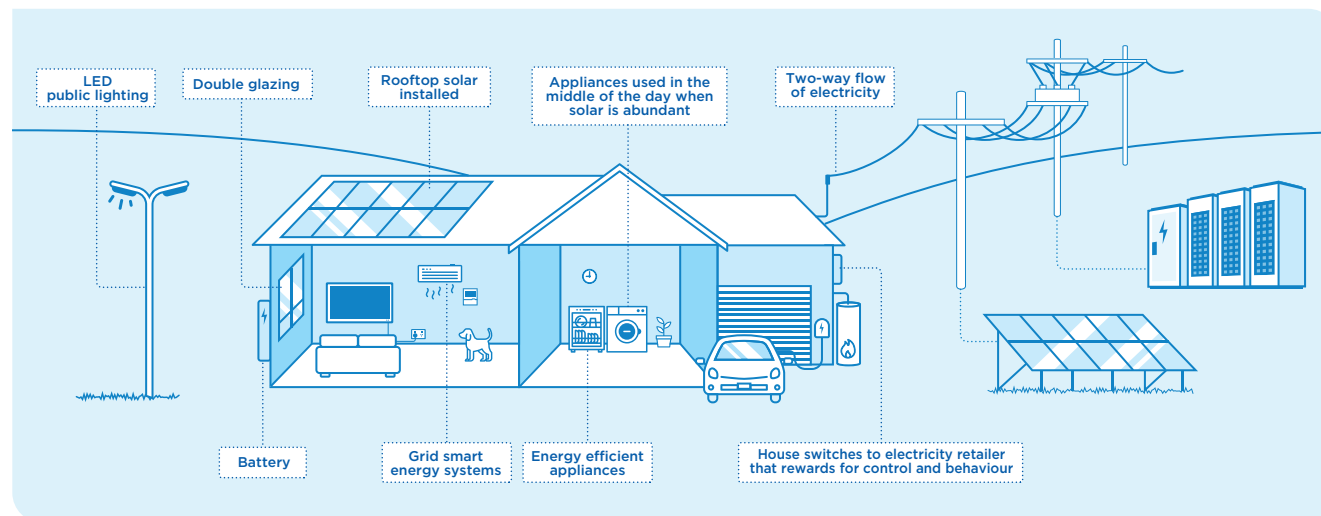 LED
public lighting
Double glazing
Rooftop solar
installed
Appliances used in the
middle of the day when
solar is abundant
Two-way flow
of electricity
Battery
Grid smart
energy systems
Energy efficient
appliances
House switches to electricity retailer
that rewards for control and behaviour